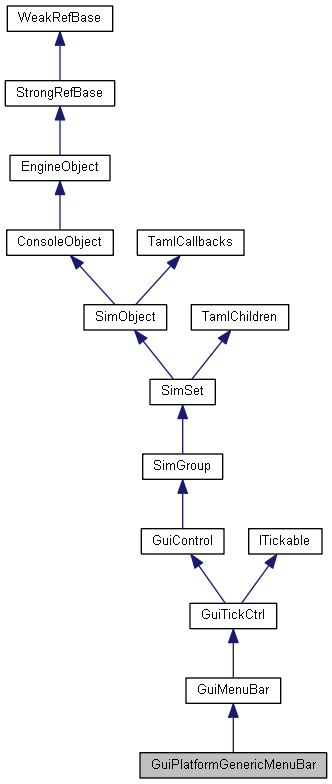 WeakRefBase
StrongRefBase
EngineObject
ConsoleObject
TamlCallbacks
SimObject
TamlChildren
SimSet
SimGroup
GuiControl
ITickable
GuiTickCtrl
GuiMenuBar
GuiPlatformGenericMenuBar